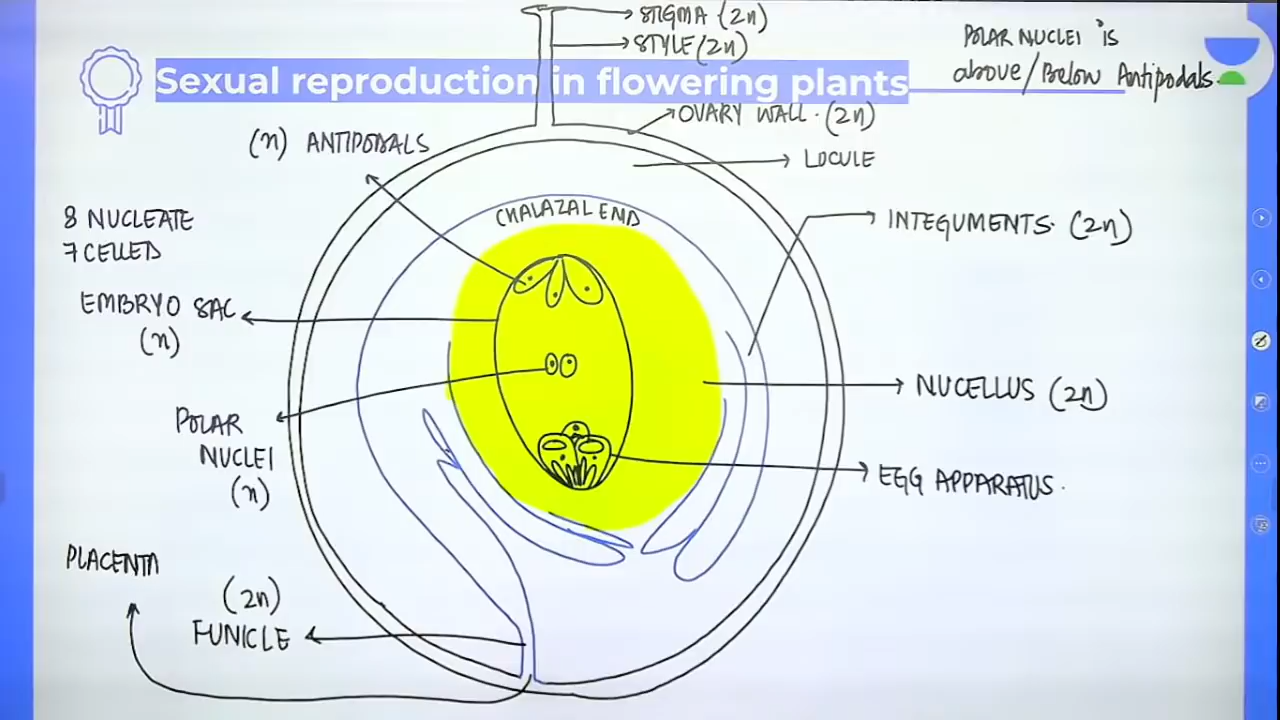 STIGMA (2n)
STYLE (2n)
POLAR NUCLEI is
above/Below Antipodals.
Sexual reproduction in flowering plants
OVARY WALL. (2n)
(n) ANTIPODALS
LOCULE
CHALAZAL END
8 NUCLEATE
7 CELLED
INTEGUMENTS. (2n)
EMBRYO SAC
(n)
NUCELLUS (2n)
POLAR
NUCLEI
(n)
EGG APPARATUS.
PLACENTA
(2n)
FUNICLE